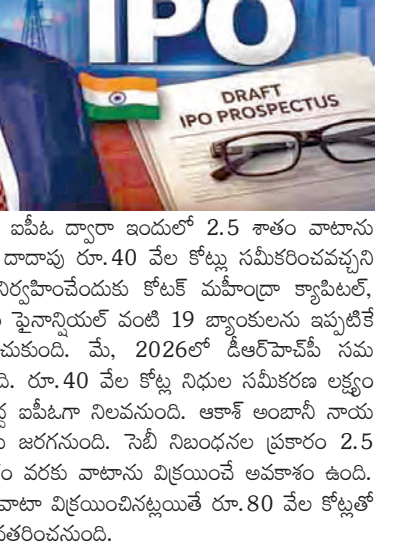 IPO
DRAFT
IPO PROSPECTUS
ఐపీఓ ద్వారా ఇందులో 2.5 శాతం వాటాను
దాదాపు రూ.40 వేల కోట్లు సమీకరించవచ్చని
నిర్వహించేందుకు కోటక్ మహీంద్రా క్యాపిటల్,
ఫైనాన్షియల్ వంటి 19 బ్యాంకులను ఇప్పటికే
చుకుంది. మే, 2026లో డీఆర్‌హెచ్‌పీ సమ
ది. రూ.40 వేల కోట్ల నిధుల సమీకరణ లక్ష్యం
ఐపీఓగా నిలవనుంది. ఆకాశ్ అంబానీ నాయ
జరగనుంది. సెబీ నిబంధనల ప్రకారం 2.5
వరకు వాటాను విక్రయించే అవకాశం ఉంది.
వాటా విక్రయించినట్లయితే రూ.80 వేల కోట్లతో
వతరించనుంది.